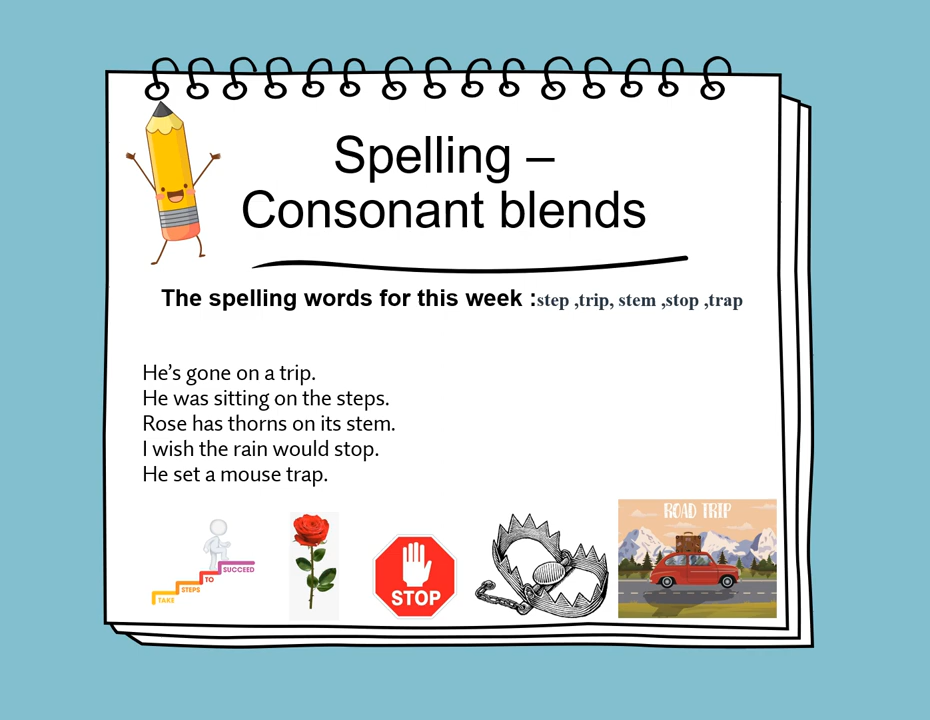 Spelling –
Consonant blends
The spelling words for this week :step ,trip, stem ,stop ,trap
He's gone on a trip.
He was sitting on the steps.
Rose has thorns on its stem.
I wish the rain would stop.
He set a mouse trap.
TAKE
STEPS
TO
SUCCEED
STOP
ROAD TRIP